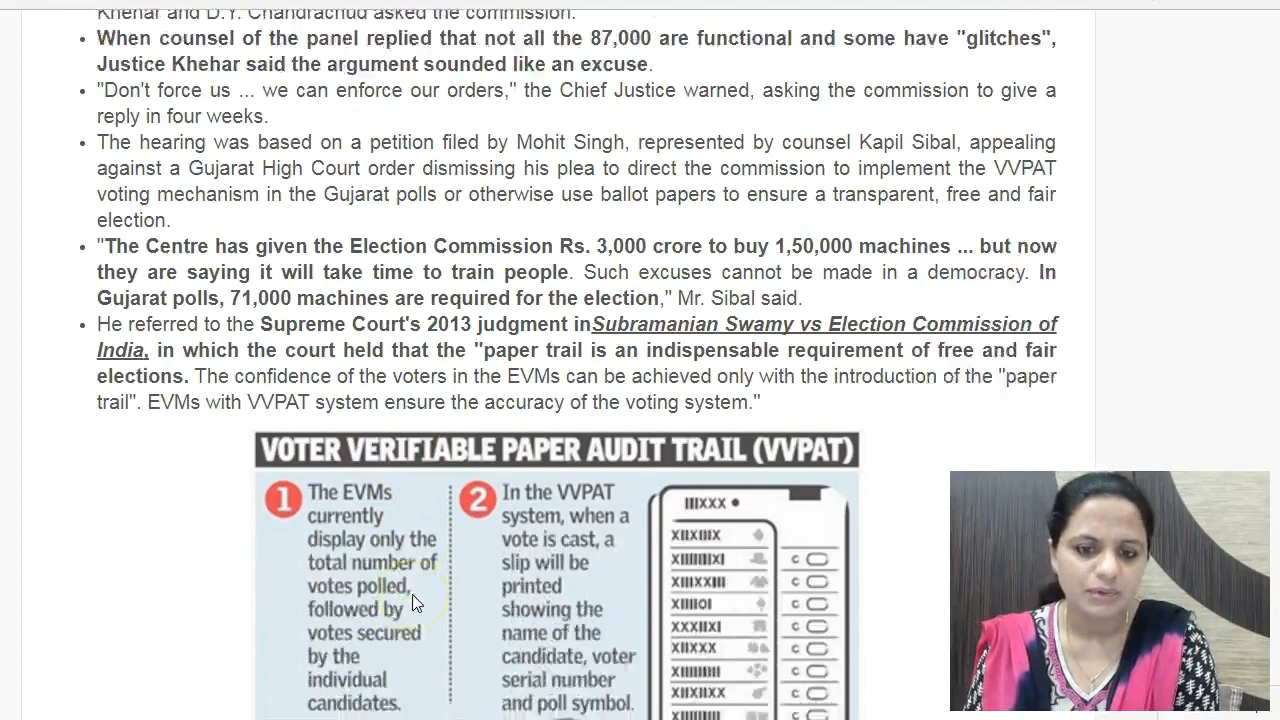 Khehar and D.Y. Chandrachud asked the commission.
• When counsel of the panel replied that not all the 87,000 are functional and some have "glitches",
Justice Khehar said the argument sounded like an excuse.
• "Don't force us ... we can enforce our orders," the Chief Justice warned, asking the commission to give a
reply in four weeks.
• The hearing was based on a petition filed by Mohit Singh, represented by counsel Kapil Sibal, appealing
against a Gujarat High Court order dismissing his plea to direct the commission to implement the VVPAT
voting mechanism in the Gujarat polls or otherwise use ballot papers to ensure a transparent, free and fair
election.
• "The Centre has given the Election Commission Rs. 3,000 crore to buy 1,50,000 machines ... but now
they are saying it will take time to train people. Such excuses cannot be made in a democracy. In
Gujarat polls, 71,000 machines are required for the election," Mr. Sibal said.
• He referred to the Supreme Court's 2013 judgment inSubramanian Swamy vs Election Commission of
India, in which the court held that the "paper trail is an indispensable requirement of free and fair
elections. The confidence of the voters in the EVMs can be achieved only with the introduction of the "paper
trail". EVMs with VVPAT system ensure the accuracy of the voting system."
VOTER VERIFIABLE PAPER AUDIT TRAIL (VVPAT)
1 The EVMs
currently
display only the
total number of
votes polled,
followed by
votes secured
by the
individual
candidates.
2 In the VVPAT
system, when a
vote is cast, a
slip will be
printed
showing the
name of the
candidate, voter
serial number
and poll symbol.